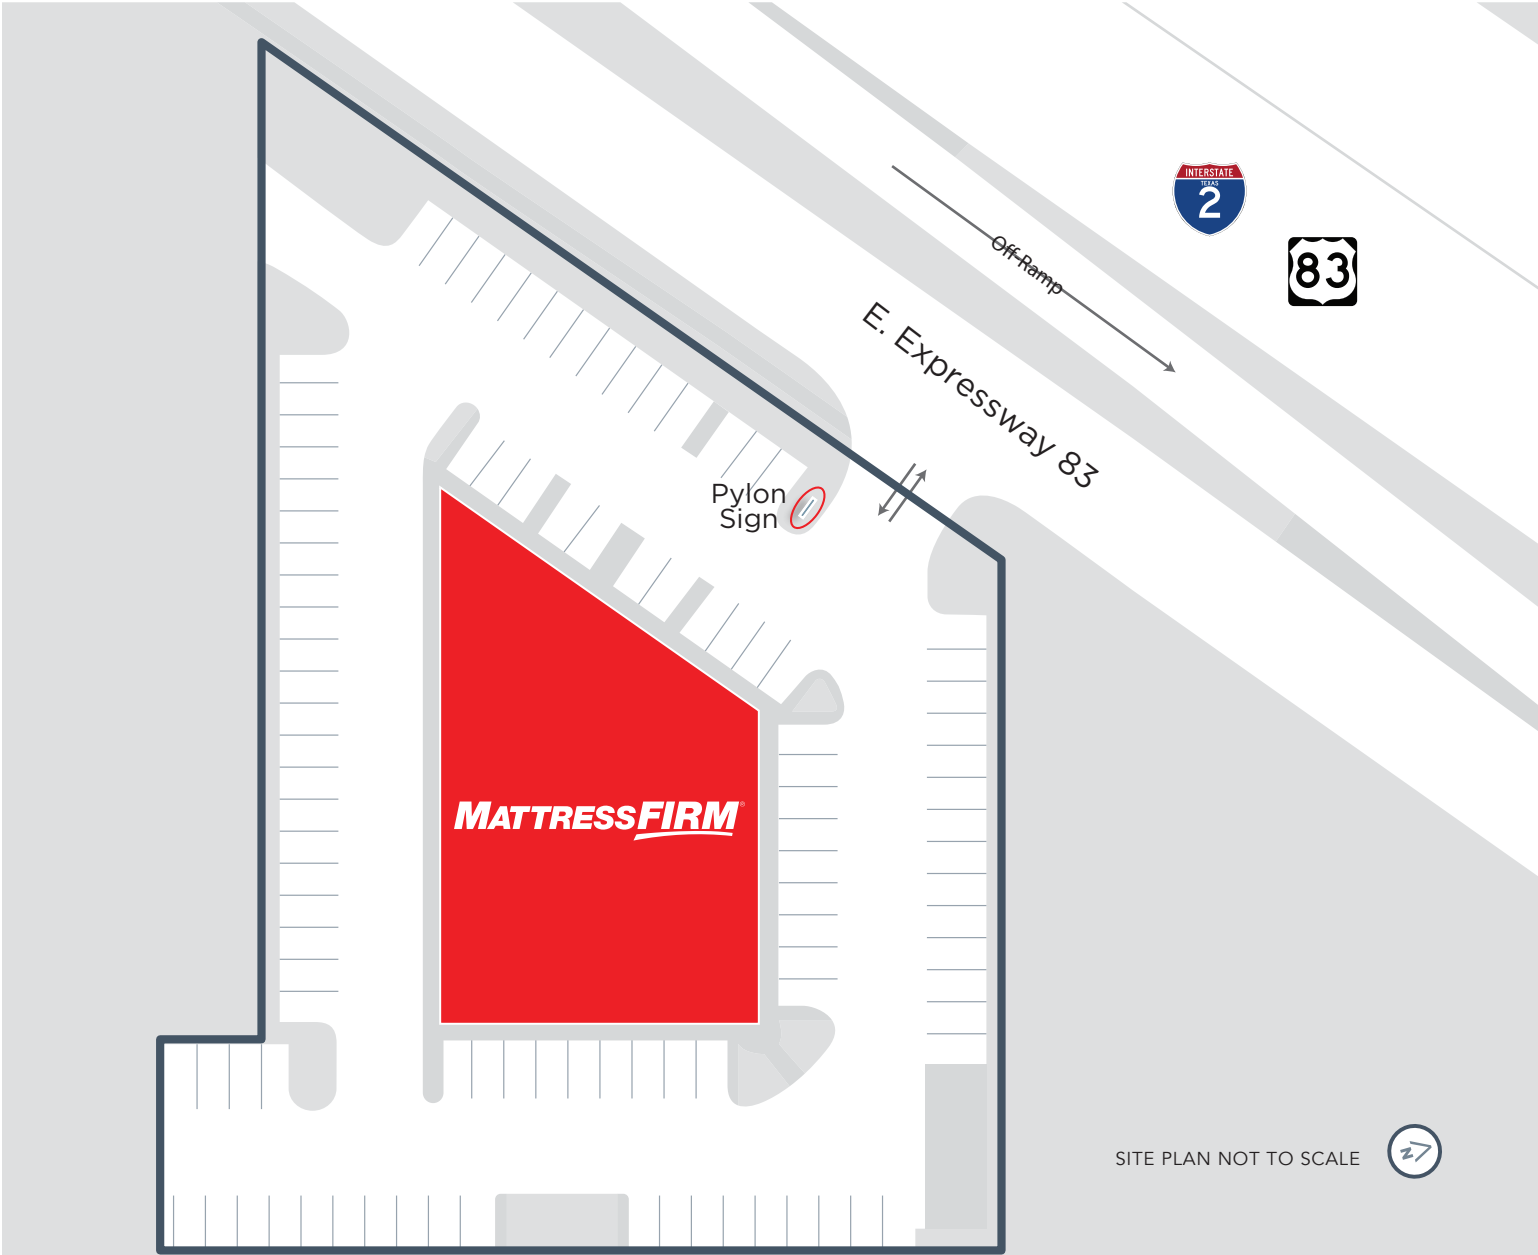 INTERSTATE
TEXAS
2
83
Off Ramp
E. Expressway 83
Pylon
Sign
MATTRESSFIRM®
SITE PLAN NOT TO SCALE
N